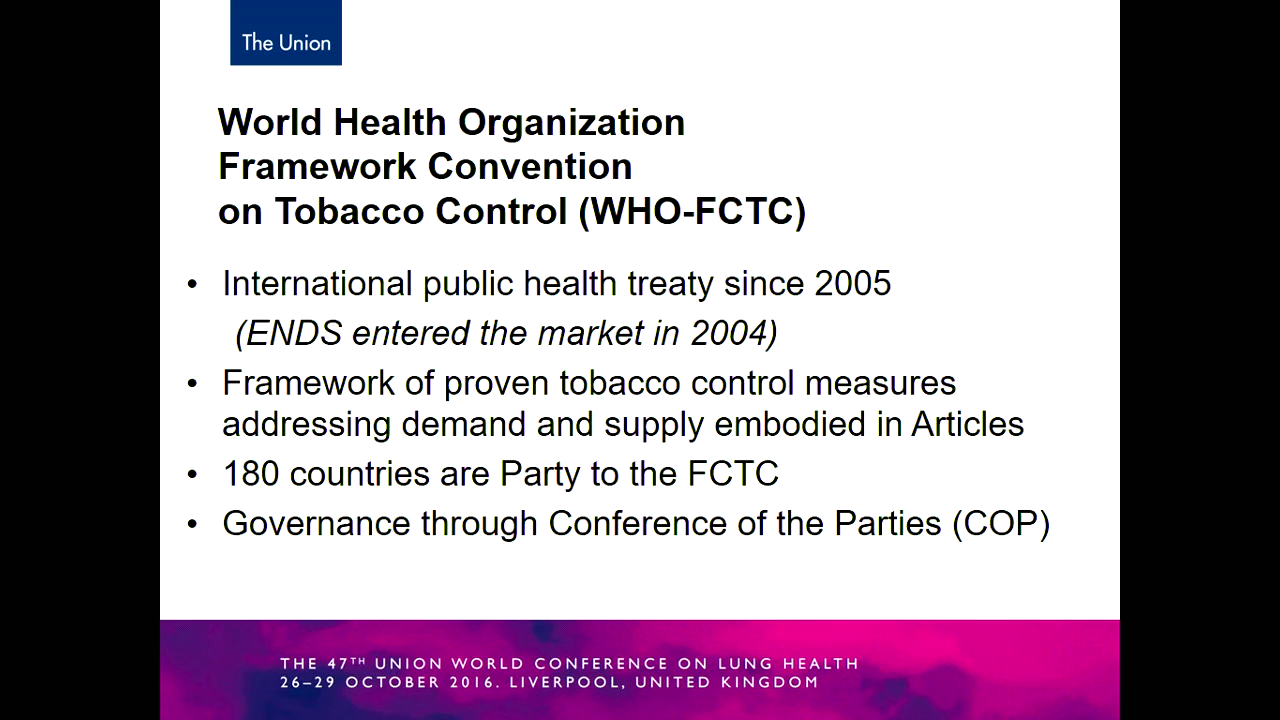 The Union
World Health Organization
Framework Convention
on Tobacco Control (WHO-FCTC)
• International public health treaty since 2005
(ENDS entered the market in 2004)
• Framework of proven tobacco control measures
addressing demand and supply embodied in Articles
• 180 countries are Party to the FCTC
• Governance through Conference of the Parties (COP)
THE 47TH UNION WORLD CONFERENCE ON LUNG HEALTH
26–29 OCTOBER 2016. LIVERPOOL, UNITED KINGDOM